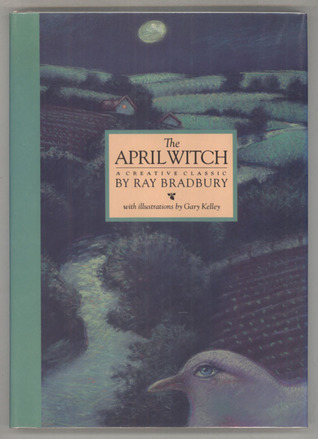 The
APRIL WITCH
A CREATIVE CLASSIC
BY RAY BRADBURY
with illustrations by Gary Kelley